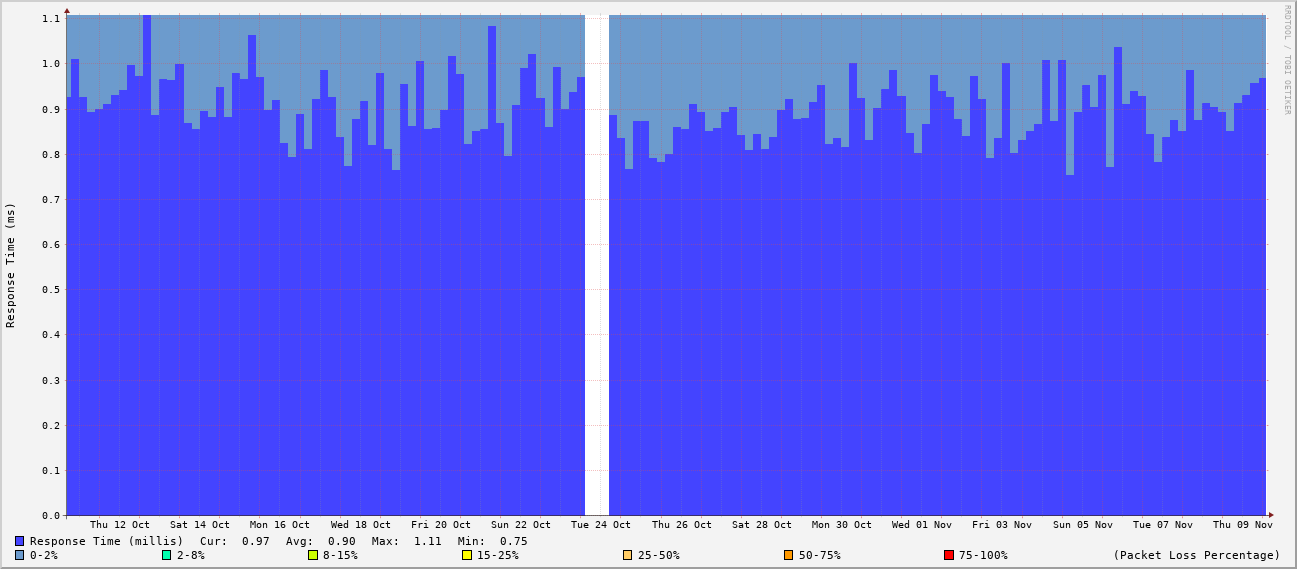 RRDTOOL / TOBI OETIKER
Response Time (ms)
1.1
1.0
0.9
0.8
0.7
0.6
0.5
0.4
0.3
0.2
0.1
0.0
Thu 12 Oct Sat 14 Oct Mon 16 Oct Wed 18 Oct Fri 20 Oct Sun 22 Oct Tue 24 Oct Thu 26 Oct Sat 28 Oct Mon 30 Oct Wed 01 Nov Fri 03 Nov Sun 05 Nov Tue 07 Nov Thu 09 Nov
Response Time (millis) Cur: 0.97 Avg: 0.90 Max: 1.11 Min: 0.75
0-2% 2-8% 8-15% 15-25% 25-50% 50-75% 75-100% (Packet Loss Percentage)